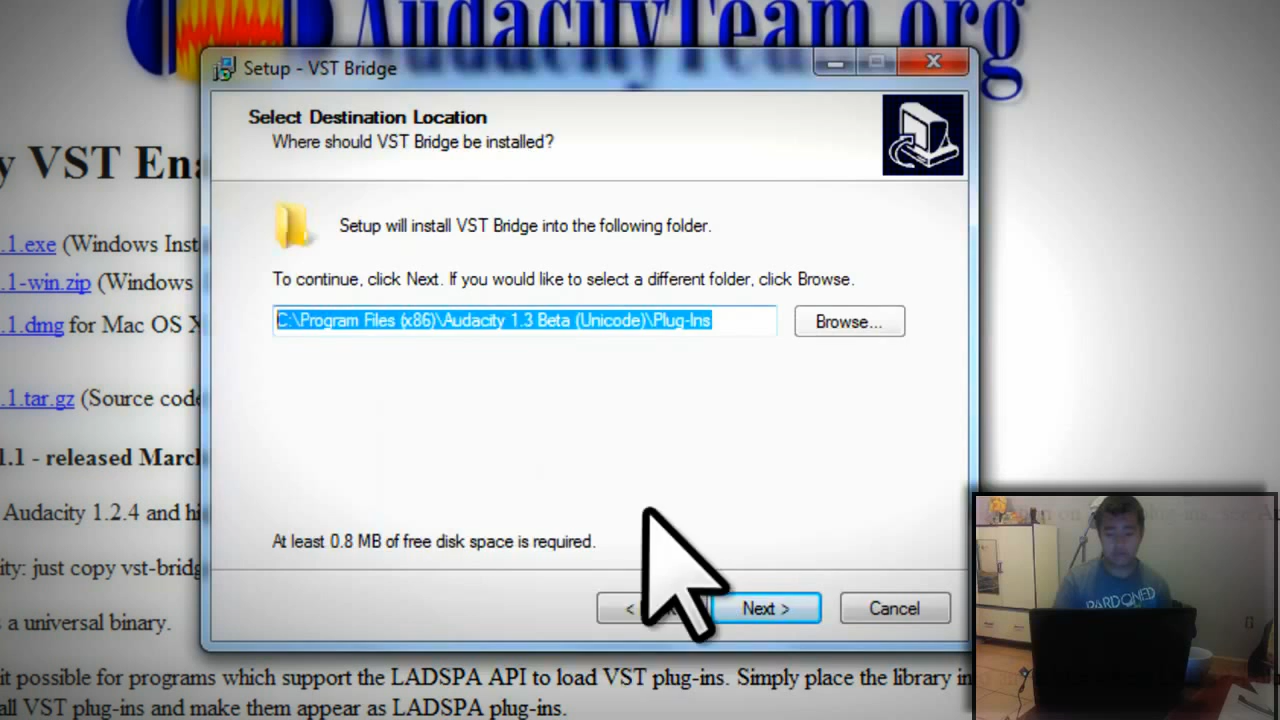 AudacityTeam.org
Setup - VST Bridge
Select Destination Location
Where should VST Bridge be installed?
y VST Ena
Setup will install VST Bridge into the following folder.
.1.exe (Windows Inst
To continue, click Next. If you would like to select a different folder, click Browse.
.1-win.zip (Windows
C:\Program Files (x86)\Audacity 1.3 Beta (Unicode)\Plug-Ins
Browse...
.1.dmg for Mac OS X
.1.tar.gz (Source code
1.1 - released March
Audacity 1.2.4 and hi
At least 0.8 MB of free disk space is required.
ity: just copy vst-bridg
< Next > Cancel
PARDONED
s a universal binary.
it possible for programs which support the LADSPA API to load VST plug-ins. Simply place the library into
all VST plug-ins and make them appear as LADSPA plug-ins.